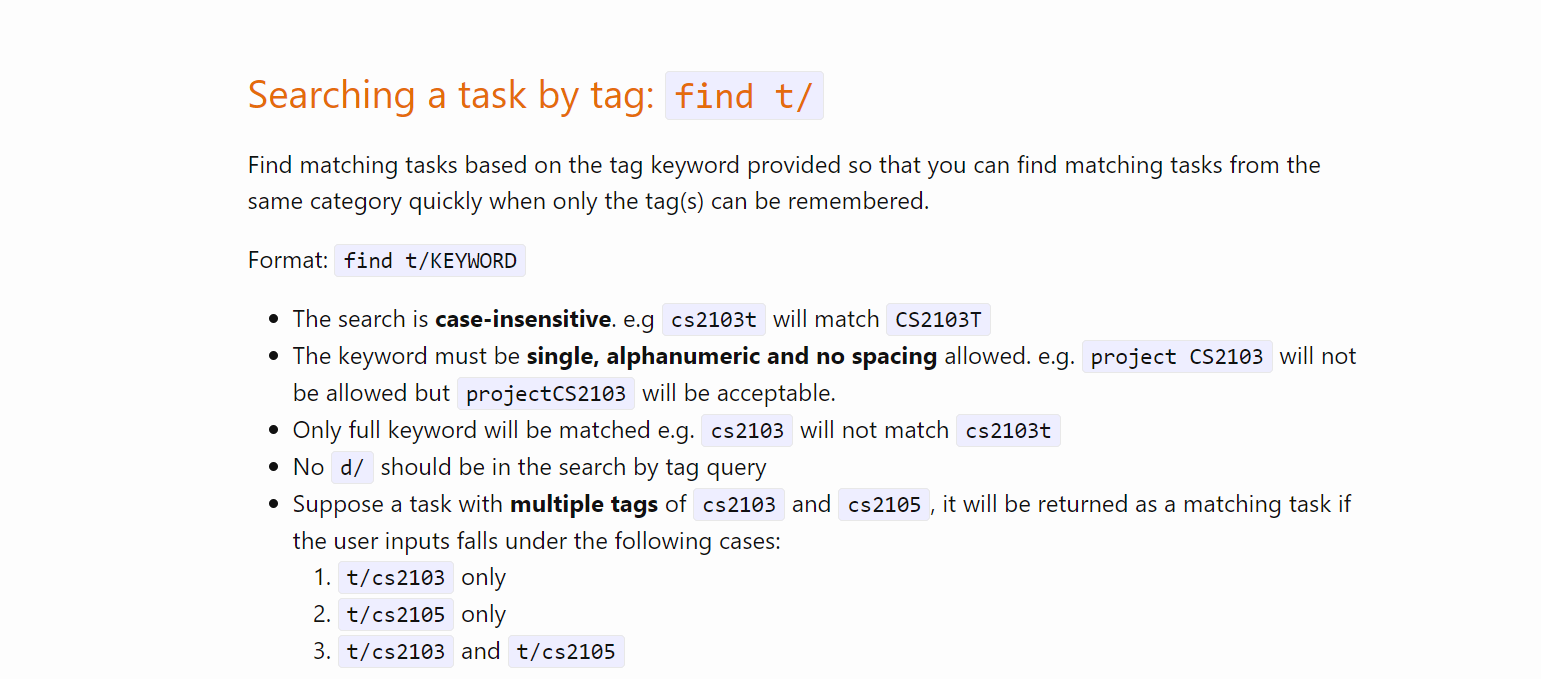 Searching a task by tag: find t/
Find matching tasks based on the tag keyword provided so that you can find matching tasks from the
same category quickly when only the tag(s) can be remembered.
Format: find t/KEYWORD
• The search is case-insensitive. e.g cs2103t will match CS2103T
• The keyword must be single, alphanumeric and no spacing allowed. e.g. project CS2103 will not
be allowed but projectCS2103 will be acceptable.
• Only full keyword will be matched e.g. cs2103 will not match cs2103t
• No d/ should be in the search by tag query
• Suppose a task with multiple tags of cs2103 and cs2105, it will be returned as a matching task if
the user inputs falls under the following cases:
1. t/cs2103 only
2. t/cs2105 only
3. t/cs2103 and t/cs2105